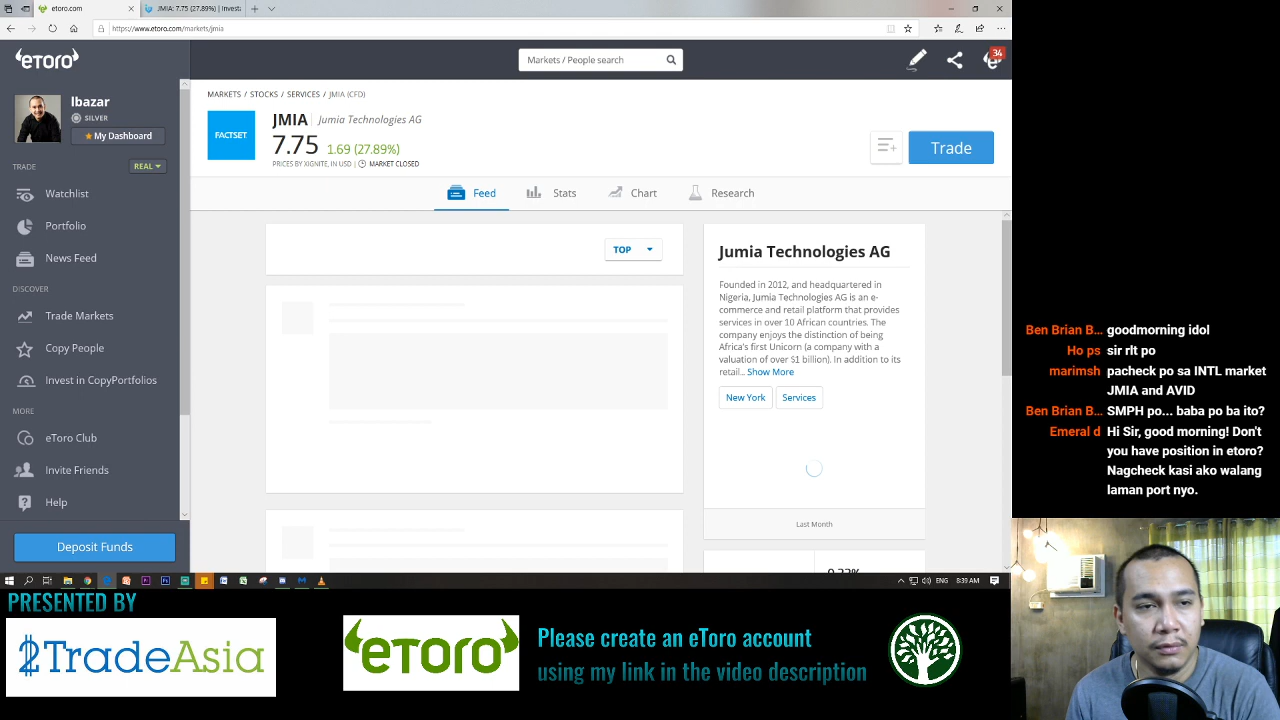 etoro.com
JMIA: 7.75 (27.89%) | Invest
https://www.etoro.com/markets/jmia
eToro
Markets / People search
34
lbazar
SILVER
★ My Dashboard
TRADE
REAL
Watchlist
Portfolio
News Feed
DISCOVER
Trade Markets
Copy People
Invest in CopyPortfolios
MORE
eToro Club
Invite Friends
Help
Deposit Funds
MARKETS STOCKS SERVICES JMIA (CFD)
FACTSET
JMIA Jumia Technologies AG
7.75 1.69 (27.89%)
PRICES BY XIGNITE, IN USD | MARKET CLOSED
Trade
Feed
Stats
Chart
Research
TOP
Jumia Technologies AG
Founded in 2012, and headquartered in
Nigeria, Jumia Technologies AG is an e-
commerce and retail platform that provides
services in over 10 African countries. The
company enjoys the distinction of being
Africa's first Unicorn (a company with a
valuation of over $1 billion). In addition to its
retail... Show More
New York
Services
Last Month
ENG 8:39 AM
Ben Brian B... goodmorning idol
Ho ps sir rlt po
marimsh pacheck po sa INTL market
JMIA and AVID
Ben Brian B... SMPH po... baba po ba ito?
Emeral d Hi Sir, good morning! Don't
you have position in etoro?
Nagcheck kasi ako walang
laman port nyo.
PRESENTED BY
2TradeAsia
eToro
Please create an eToro account
using my link in the video description